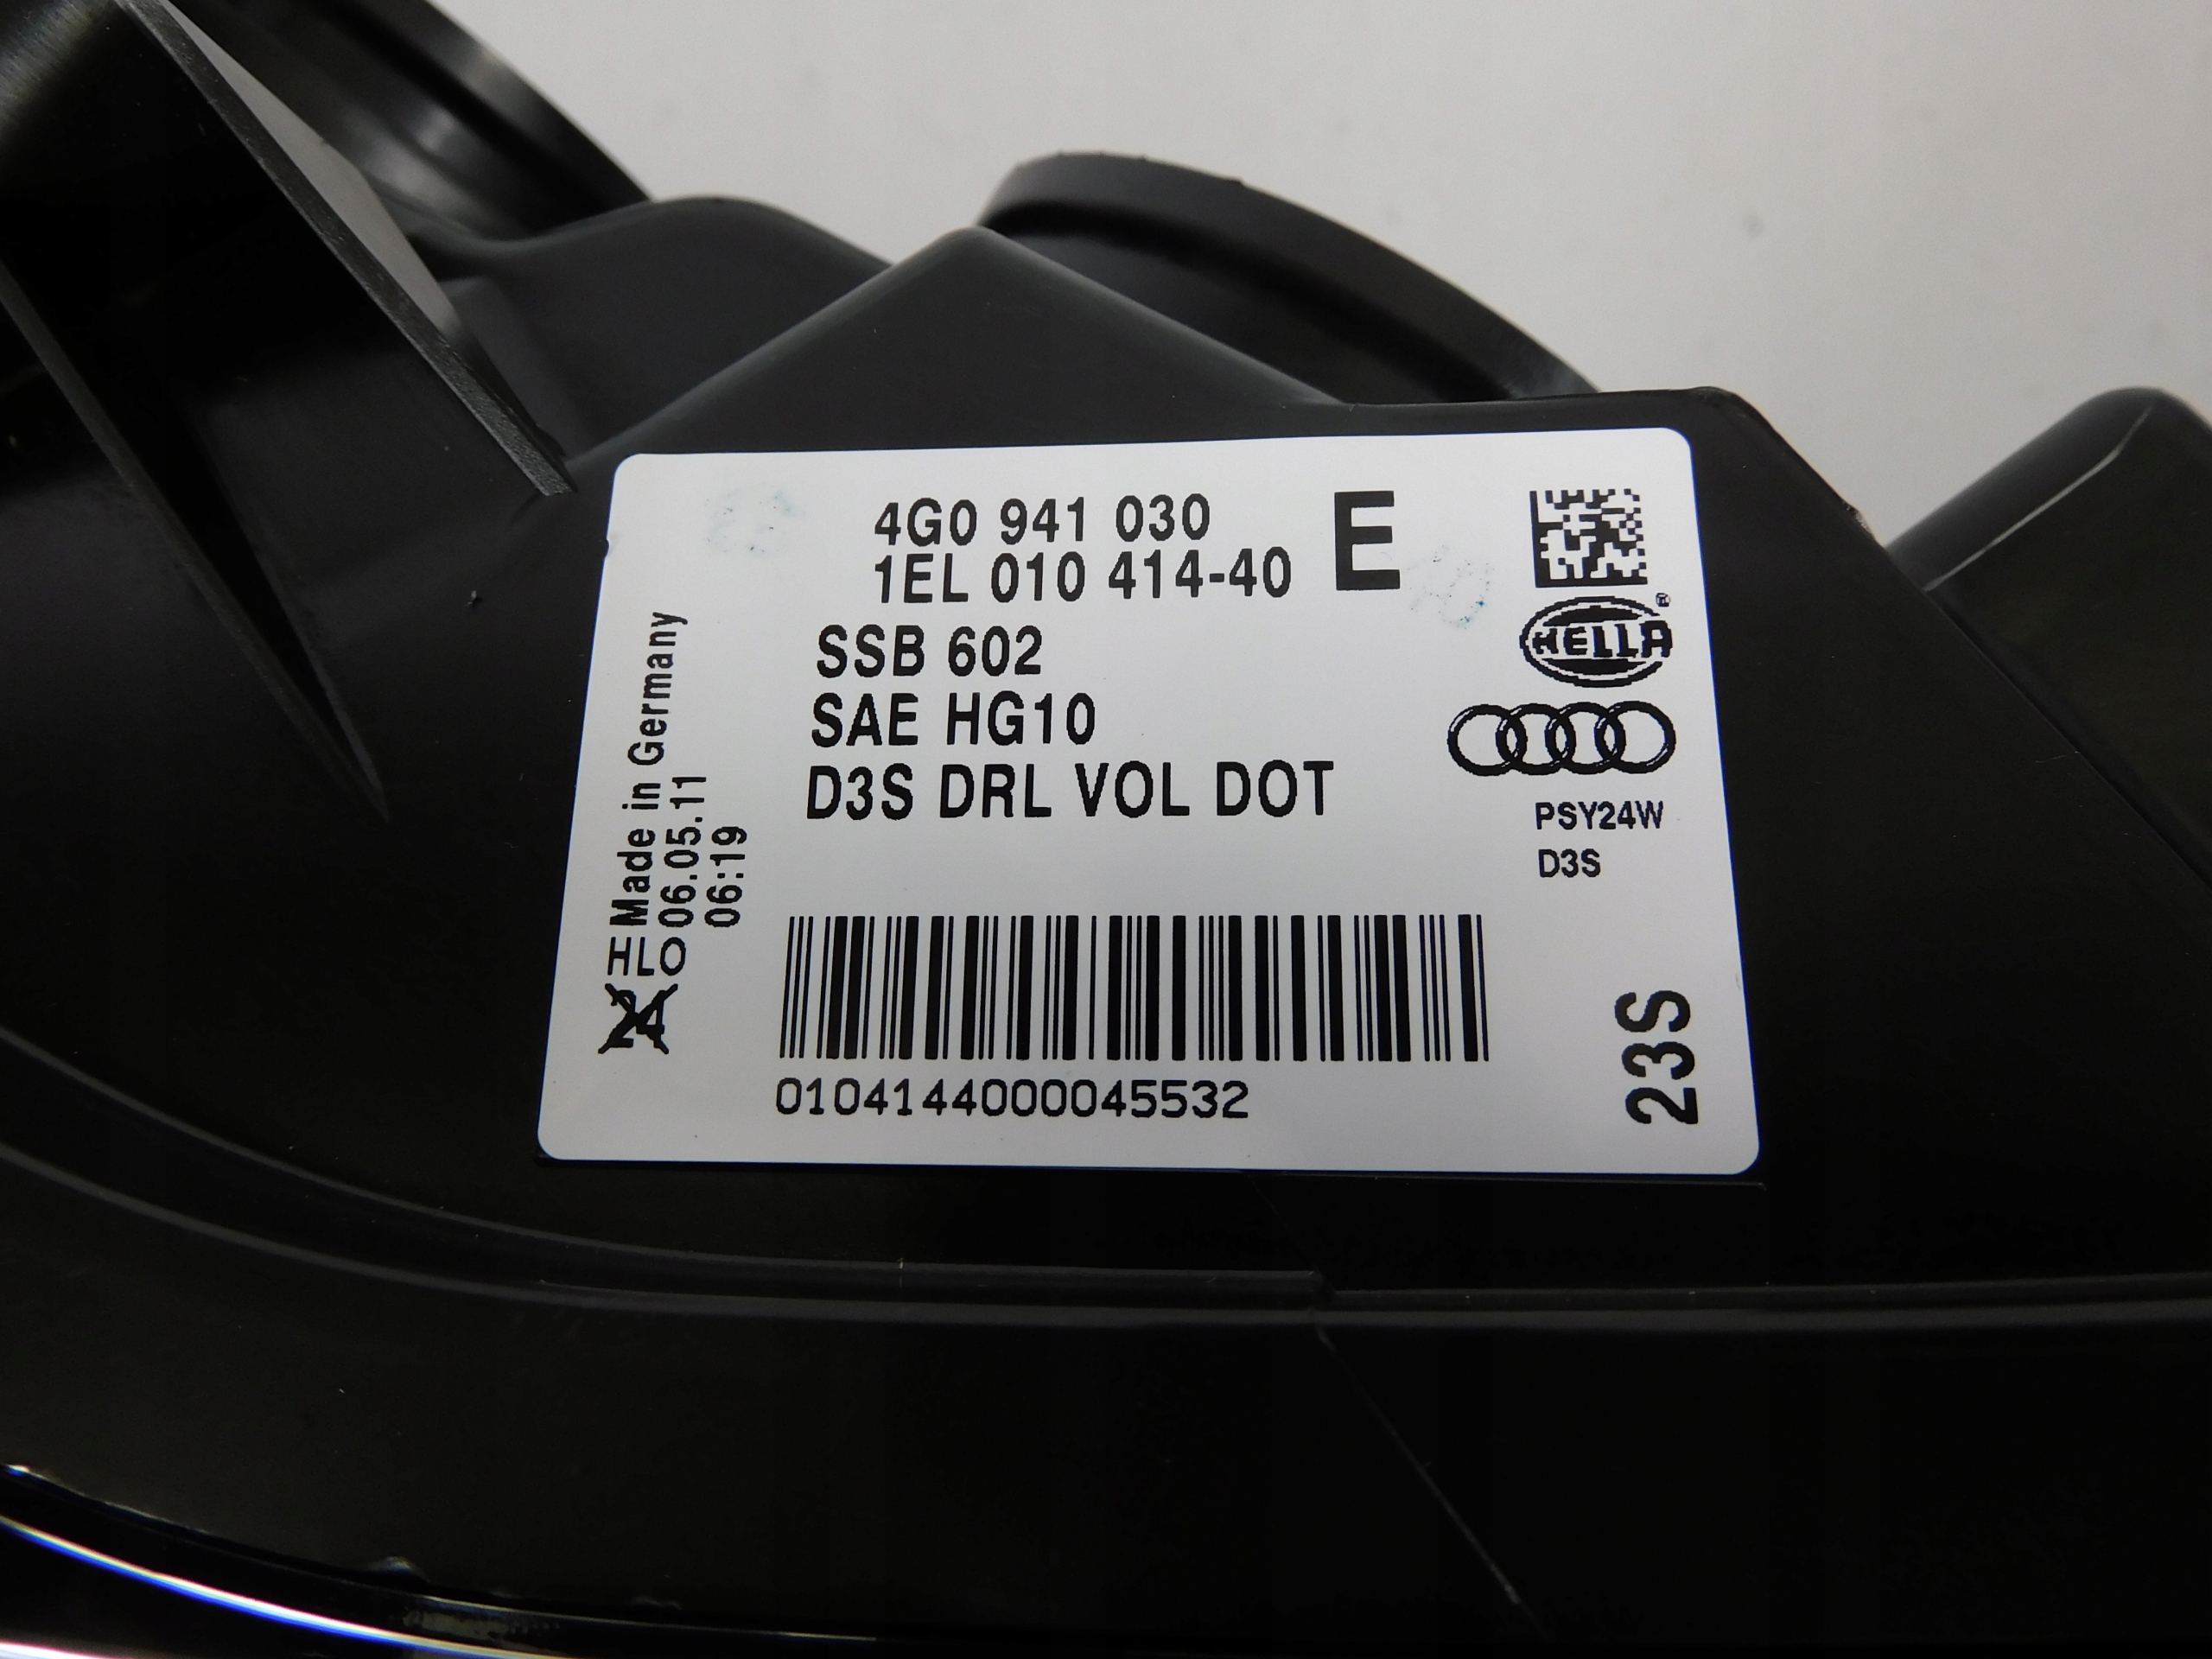 4G0 941 030 E
1EL 010 414-40
SSB 602
SAE HG10
D3S DRL VOL DOT
HELLA®
PSY24W
D3S
Made in Germany
06.05.11
06:19
HLO
24
0104144000045532
23S